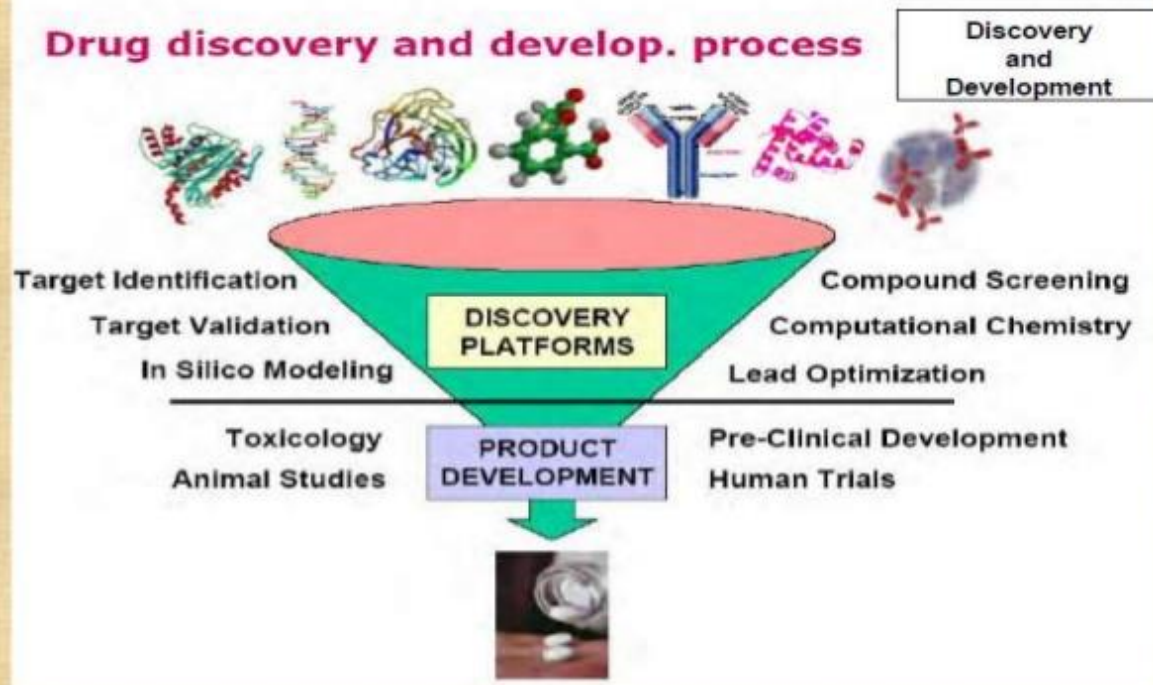 Drug discovery and develop. process
Discovery
and
Development
Target Identification
Target Validation
In Silico Modeling
DISCOVERY
PLATFORMS
Compound Screening
Computational Chemistry
Lead Optimization
Toxicology
Animal Studies
PRODUCT
DEVELOPMENT
Pre-Clinical Development
Human Trials